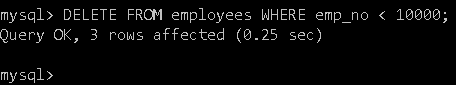 mysql> DELETE FROM employees WHERE emp_no < 10000;
Query OK, 3 rows affected (0.25 sec)
mysql>